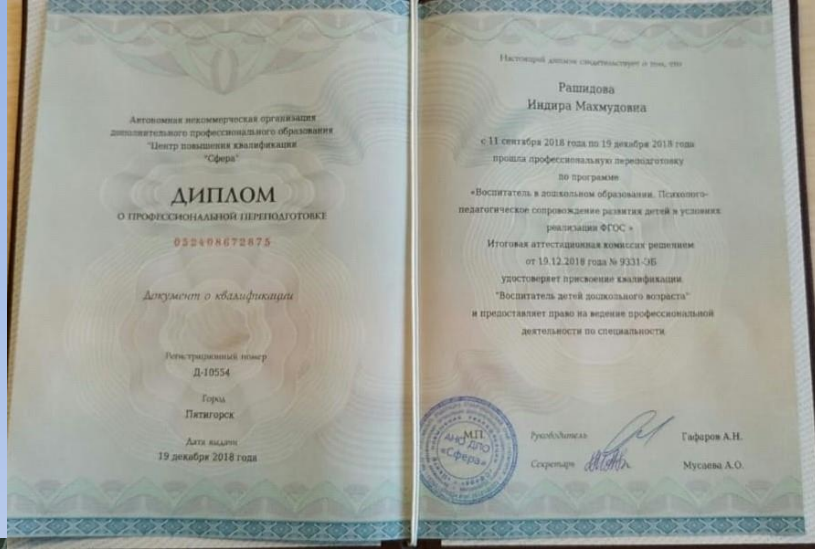 Автономная некоммерческая организация
дополнительного профессионального образования
"Центр повышения квалификации
"Сфера"
ДИПЛОМ
О ПРОФЕССИОНАЛЬНОЙ ПЕРЕПОДГОТОВКЕ
052408672875
Документ о квалификации
Регистрационный номер
Д-10554
Город
Пятигорск
Дата выдачи
19 декабря 2018 года
Настоящий диплом свидетельствует о том, что
Рашидова
Индира Махмудовна
с 11 сентября 2018 года по 19 декабря 2018 года
прошла профессиональную переподготовку
по программе
«Воспитатель в дошкольном образовании. Психолого-
педагогическое сопровождение развития детей в условиях
реализации ФГОС »
Итоговая аттестационная комиссия решением
от 19.12.2018 года № 9331-ЭБ
удостоверяет присвоение квалификации
"Воспитатель детей дошкольного возраста"
и предоставляет право на ведение профессиональной
деятельности по специальности
М.П.
АНО ДПО
«Сфера»
Руководитель
Гафаров А.Н.
Секретарь
Мусаева А.О.